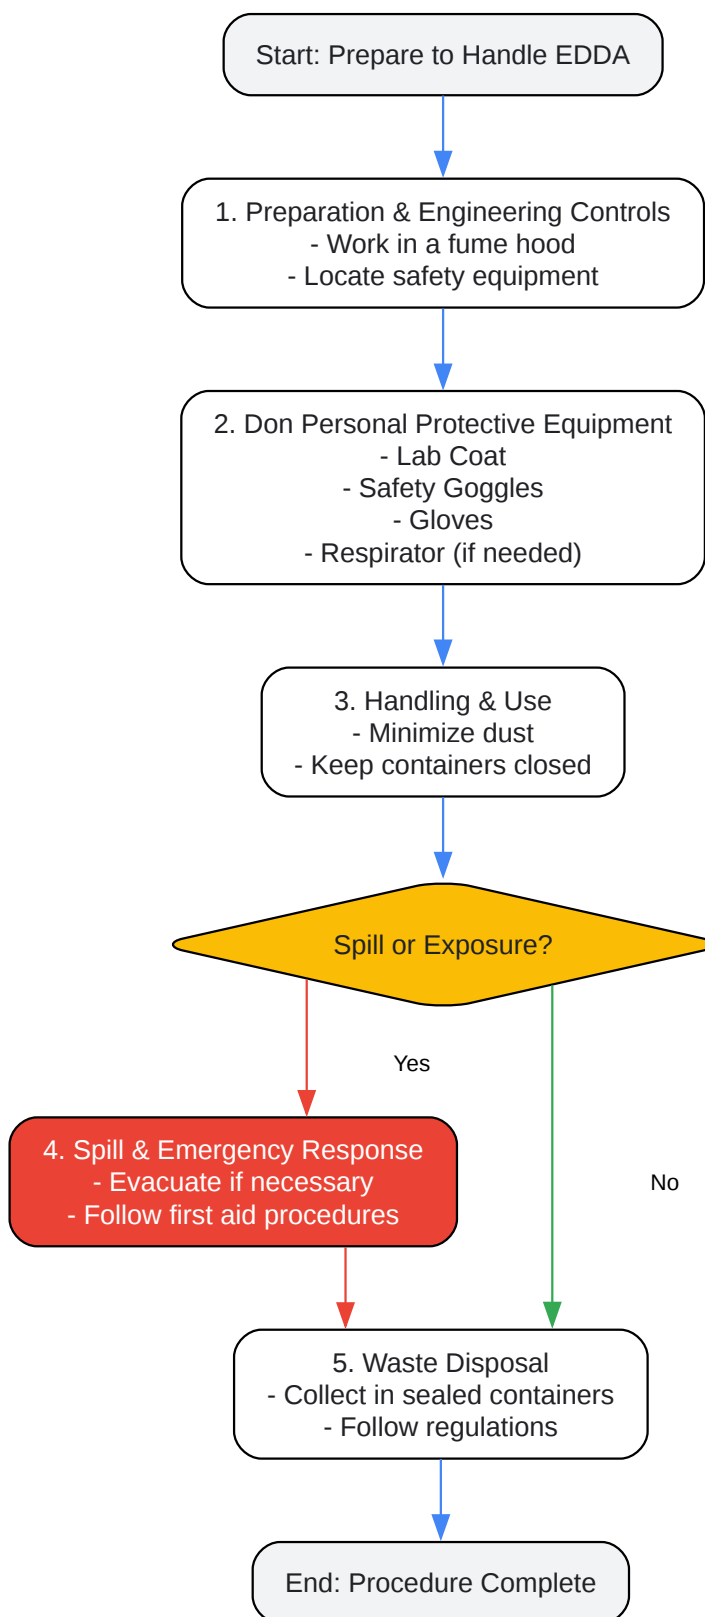 Start: Prepare to Handle EDDA
1. Preparation & Engineering Controls
- Work in a fume hood
- Locate safety equipment
2. Don Personal Protective Equipment
- Lab Coat
- Safety Goggles
- Gloves
- Respirator (if needed)
3. Handling & Use
- Minimize dust
- Keep containers closed
Spill or Exposure?
Yes
4. Spill & Emergency Response
- Evacuate if necessary
- Follow first aid procedures
No
5. Waste Disposal
- Collect in sealed containers
- Follow regulations
End: Procedure Complete